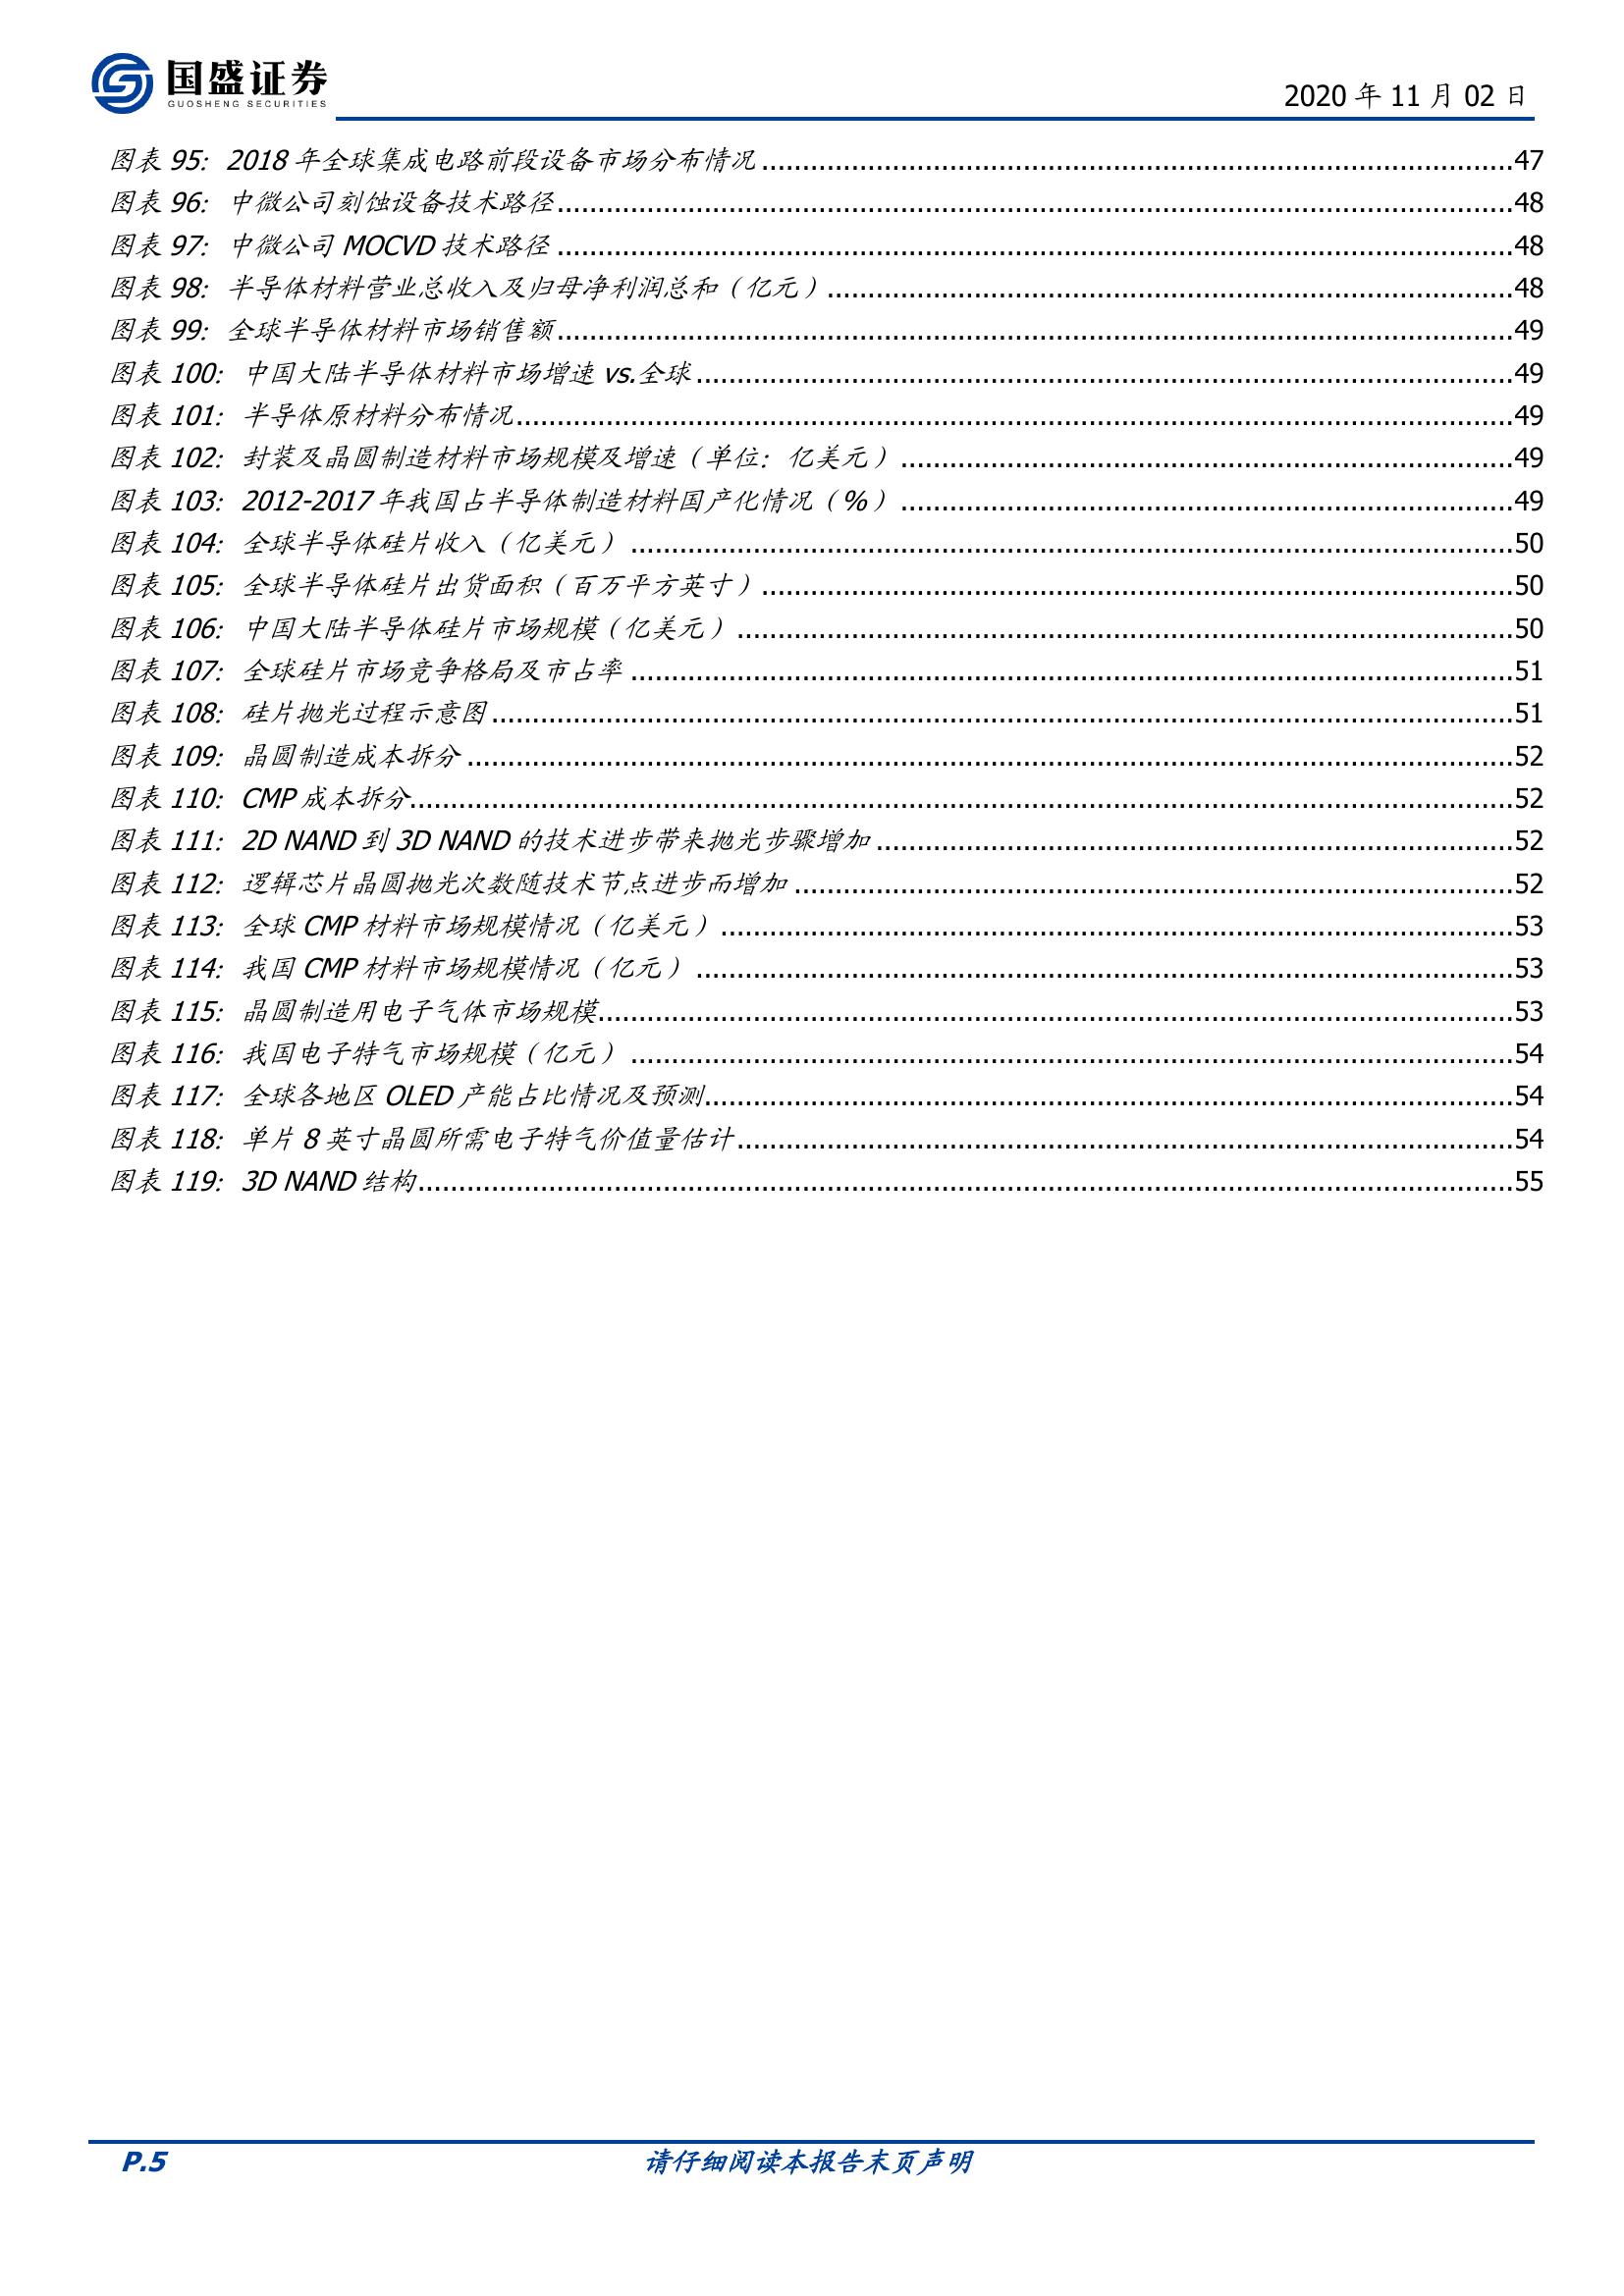 国盛证券
GUOSHENG SECURITIES
2020 年 11 月 02 日
图表 95: 2018 年全球集成电路前段设备市场分布情况......47
图表 96: 中微公司刻蚀设备技术路径......48
图表 97: 中微公司 MOCVD 技术路径......48
图表 98: 半导体材料营业总收入及归母净利润总和（亿元）......48
图表 99: 全球半导体材料市场销售额......49
图表 100: 中国大陆半导体材料市场增速 vs.全球......49
图表 101: 半导体原材料分布情况......49
图表 102: 封装及晶圆制造材料市场规模及增速（单位：亿美元）......49
图表 103: 2012-2017 年我国占半导体制造材料国产化情况（%）......49
图表 104: 全球半导体硅片收入（亿美元）......50
图表 105: 全球半导体硅片出货面积（百万平方英寸）......50
图表 106: 中国大陆半导体硅片市场规模（亿美元）......50
图表 107: 全球硅片市场竞争格局及市占率......51
图表 108: 硅片抛光过程示意图......51
图表 109: 晶圆制造成本拆分......52
图表 110: CMP 成本拆分......52
图表 111: 2D NAND 到 3D NAND 的技术进步带来抛光步骤增加......52
图表 112: 逻辑芯片晶圆抛光次数随技术节点进步而增加......52
图表 113: 全球 CMP 材料市场规模情况（亿美元）......53
图表 114: 我国 CMP 材料市场规模情况（亿元）......53
图表 115: 晶圆制造用电子气体市场规模......53
图表 116: 我国电子特气市场规模（亿元）......54
图表 117: 全球各地区 OLED 产能占比情况及预测......54
图表 118: 单片 8 英寸晶圆所需电子特气价值量估计......54
图表 119: 3D NAND 结构......55
P.5 请仔细阅读本报告末页声明